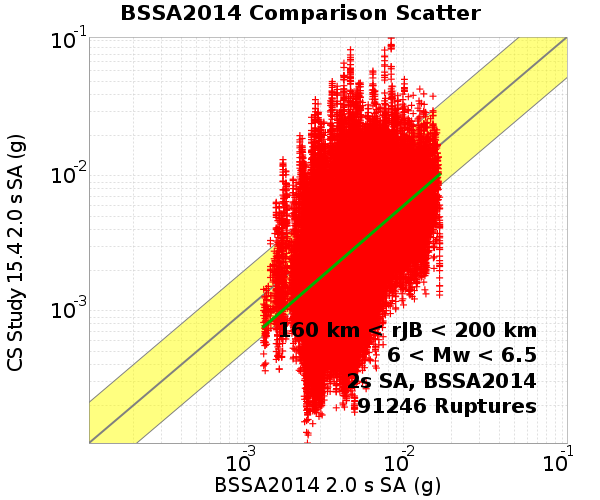 BSSA2014 Comparison Scatter
CS Study 15.4 2.0 s SA (g)
10-1
10-2
10-3
160 km < rJB < 200 km
6 < Mw < 6.5
2s SA, BSSA2014
91246 Ruptures
10-3 10-2 10-1
BSSA2014 2.0 s SA (g)